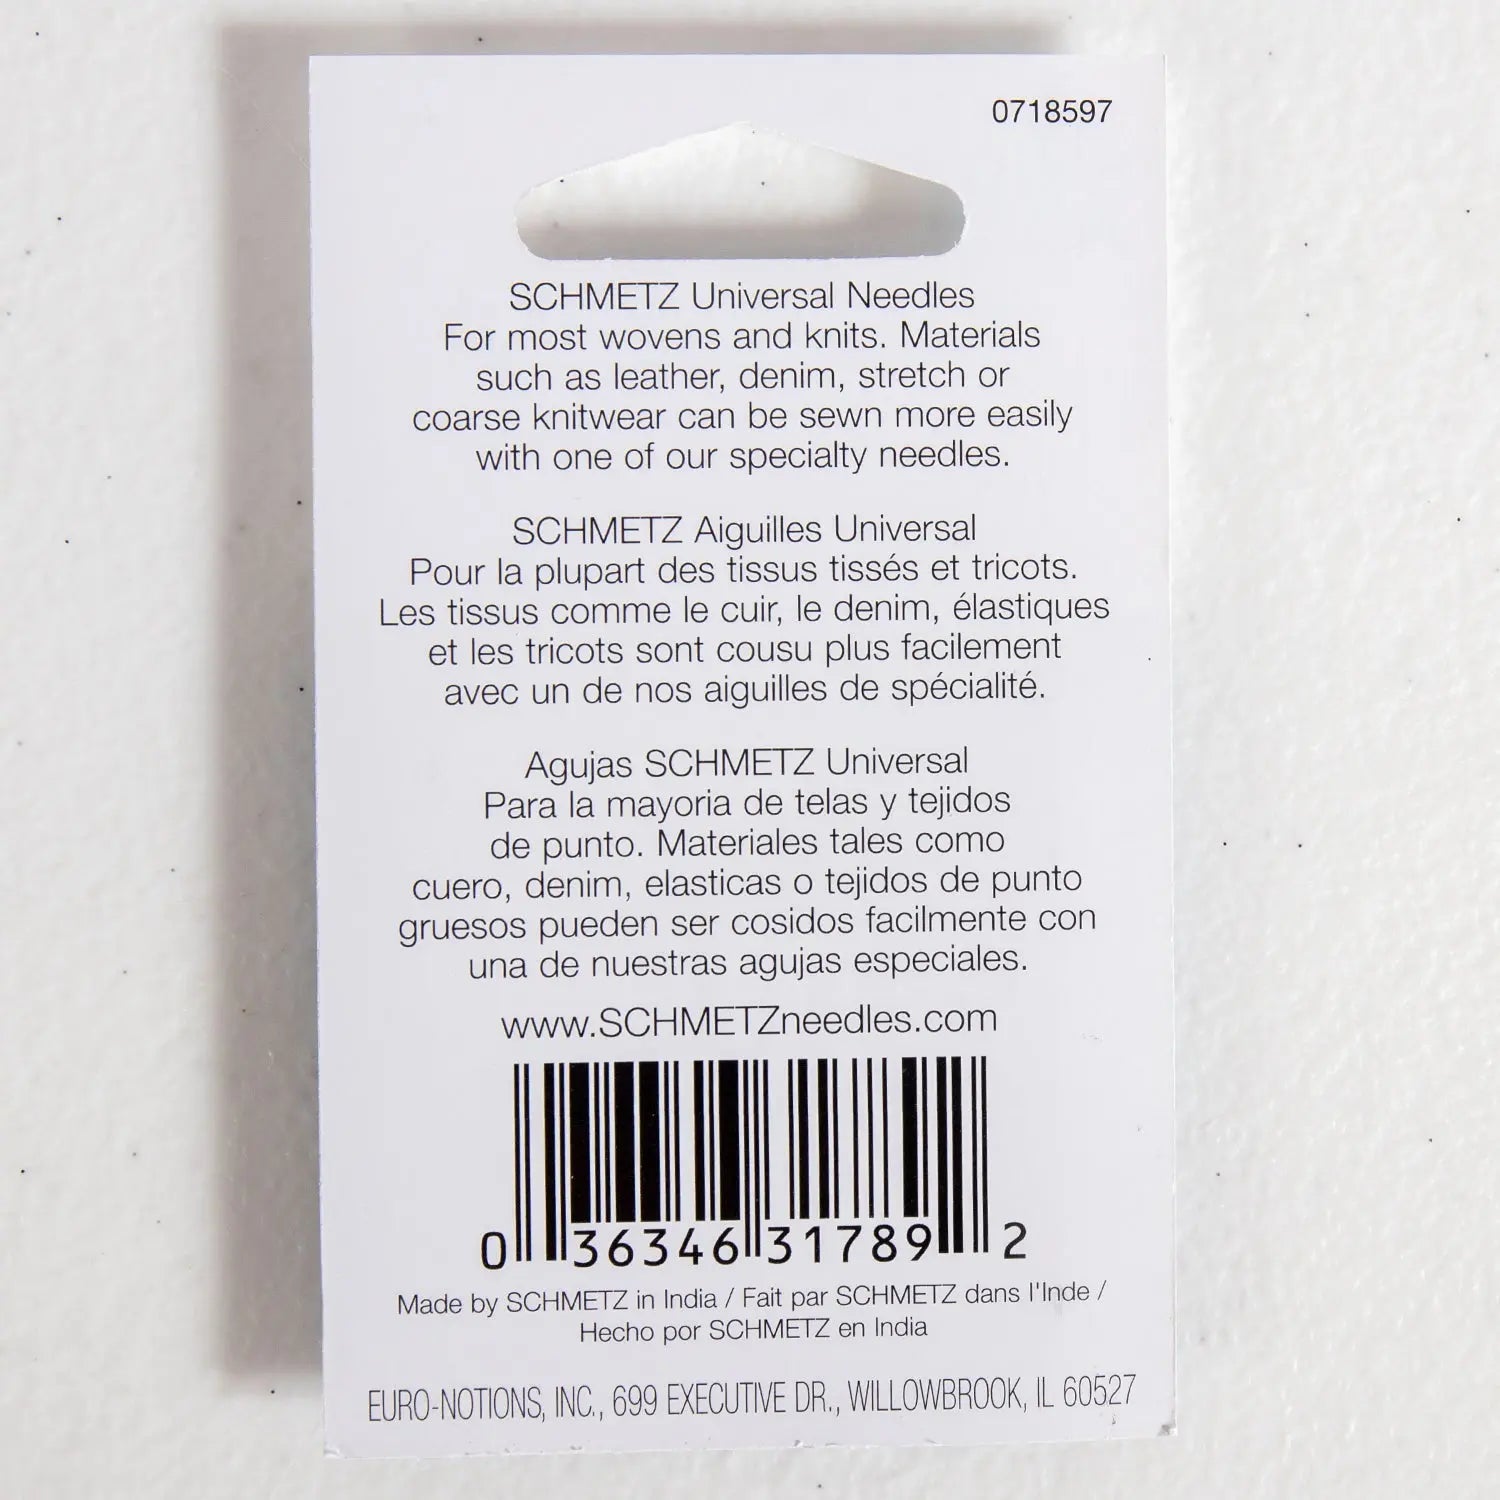 0718597
SCHMETZ Universal Needles
For most wovens and knits. Materials
such as leather, denim, stretch or
coarse knitwear can be sewn more easily
with one of our specialty needles.
SCHMETZ Aiguilles Universal
Pour la plupart des tissus tissés et tricots.
Les tissus comme le cuir, le denim, élastiques
et les tricots sont cousu plus facilement
avec un de nos aiguilles de spécialité.
Agujas SCHMETZ Universal
Para la mayoria de telas y tejidos
de punto. Materiales tales como
cuero, denim, elasticas o tejidos de punto
gruesos pueden ser cosidos facilmente con
una de nuestras agujas especiales.
www.SCHMETZneedles.com
0 36346 31789 2
Made by SCHMETZ in India / Fait par SCHMETZ dans l'Inde /
Hecho por SCHMETZ en India
EURO-NOTIONS, INC., 699 EXECUTIVE DR., WILLOWBROOK, IL 60527